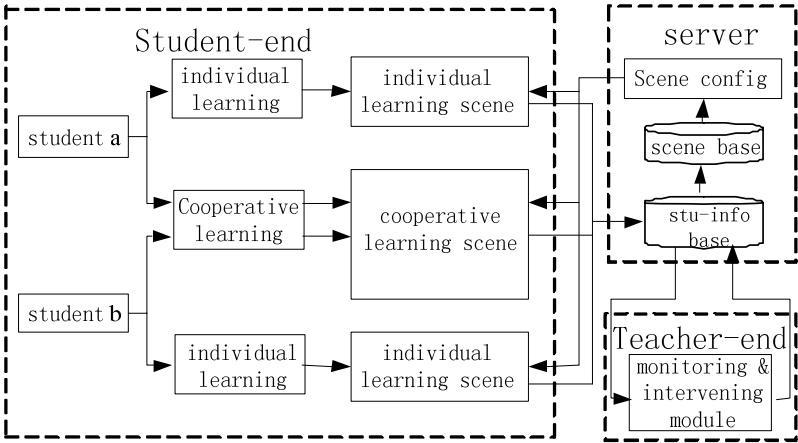 Student-end
individual
learning
individual
learning scene
student a
Cooperative
learning
cooperative
learning scene
student b
individual
learning
individual
learning scene
server
Scene config
scene base
stu-info
base
Teacher-end
monitoring &
intervening
module